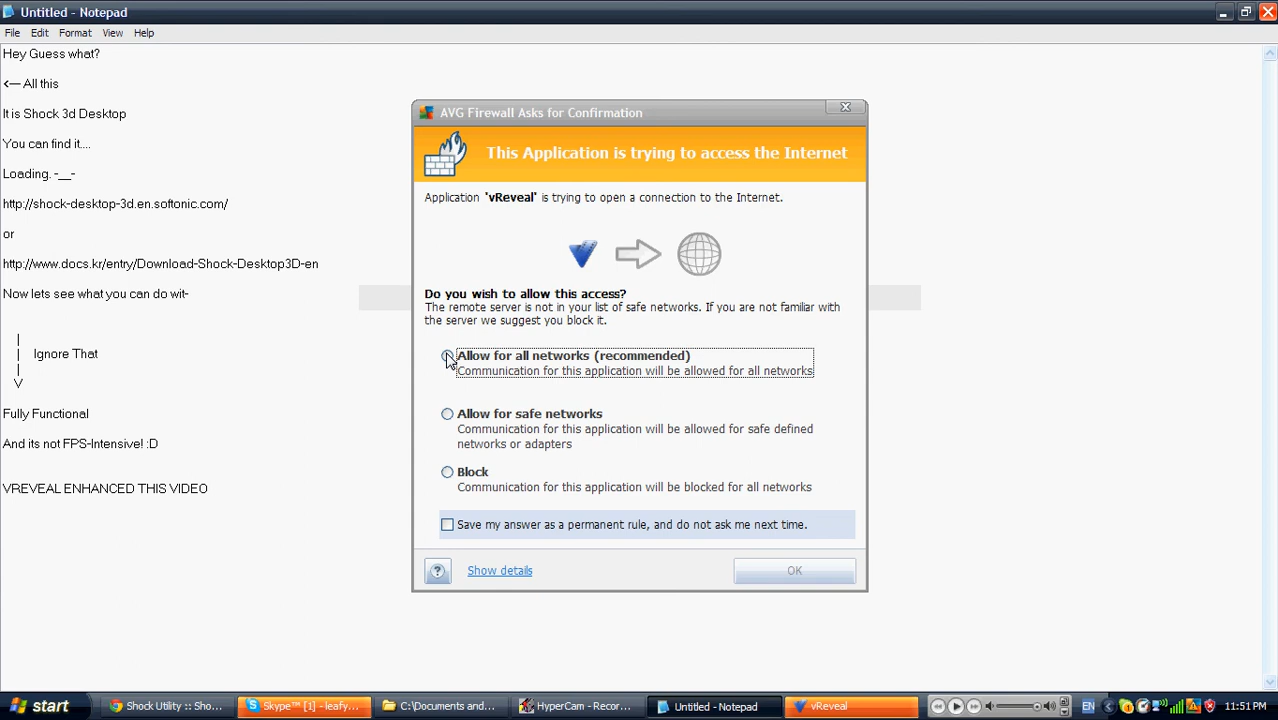 Untitled - Notepad
File Edit Format View Help
Hey Guess what?
<--- All this
It is Shock 3d Desktop
You can find it....
Loading. -__-
http://shock-desktop-3d.en.softonic.com/
or
http://www.docs.kr/entry/Download-Shock-Desktop3D-en
Now lets see what you can do wit-
|
| Ignore That
|
V
Fully Functional
And its not FPS-Intensive! :D
VREVEAL ENHANCED THIS VIDEO
AVG Firewall Asks for Confirmation
This Application is trying to access the Internet
Application 'vReveal' is trying to open a connection to the Internet.
Do you wish to allow this access?
The remote server is not in your list of safe networks. If you are not familiar with
the server we suggest you block it.
Allow for all networks (recommended)
Communication for this application will be allowed for all networks
Allow for safe networks
Communication for this application will be allowed for safe defined
networks or adapters
Block
Communication for this application will be blocked for all networks
Save my answer as a permanent rule, and do not ask me next time.
? Show details OK
start Shock Utility :: Sho... Skype™ [1] - leafy... C:\Documents and... HyperCam - Recor... Untitled - Notepad vReveal EN 11:51 PM